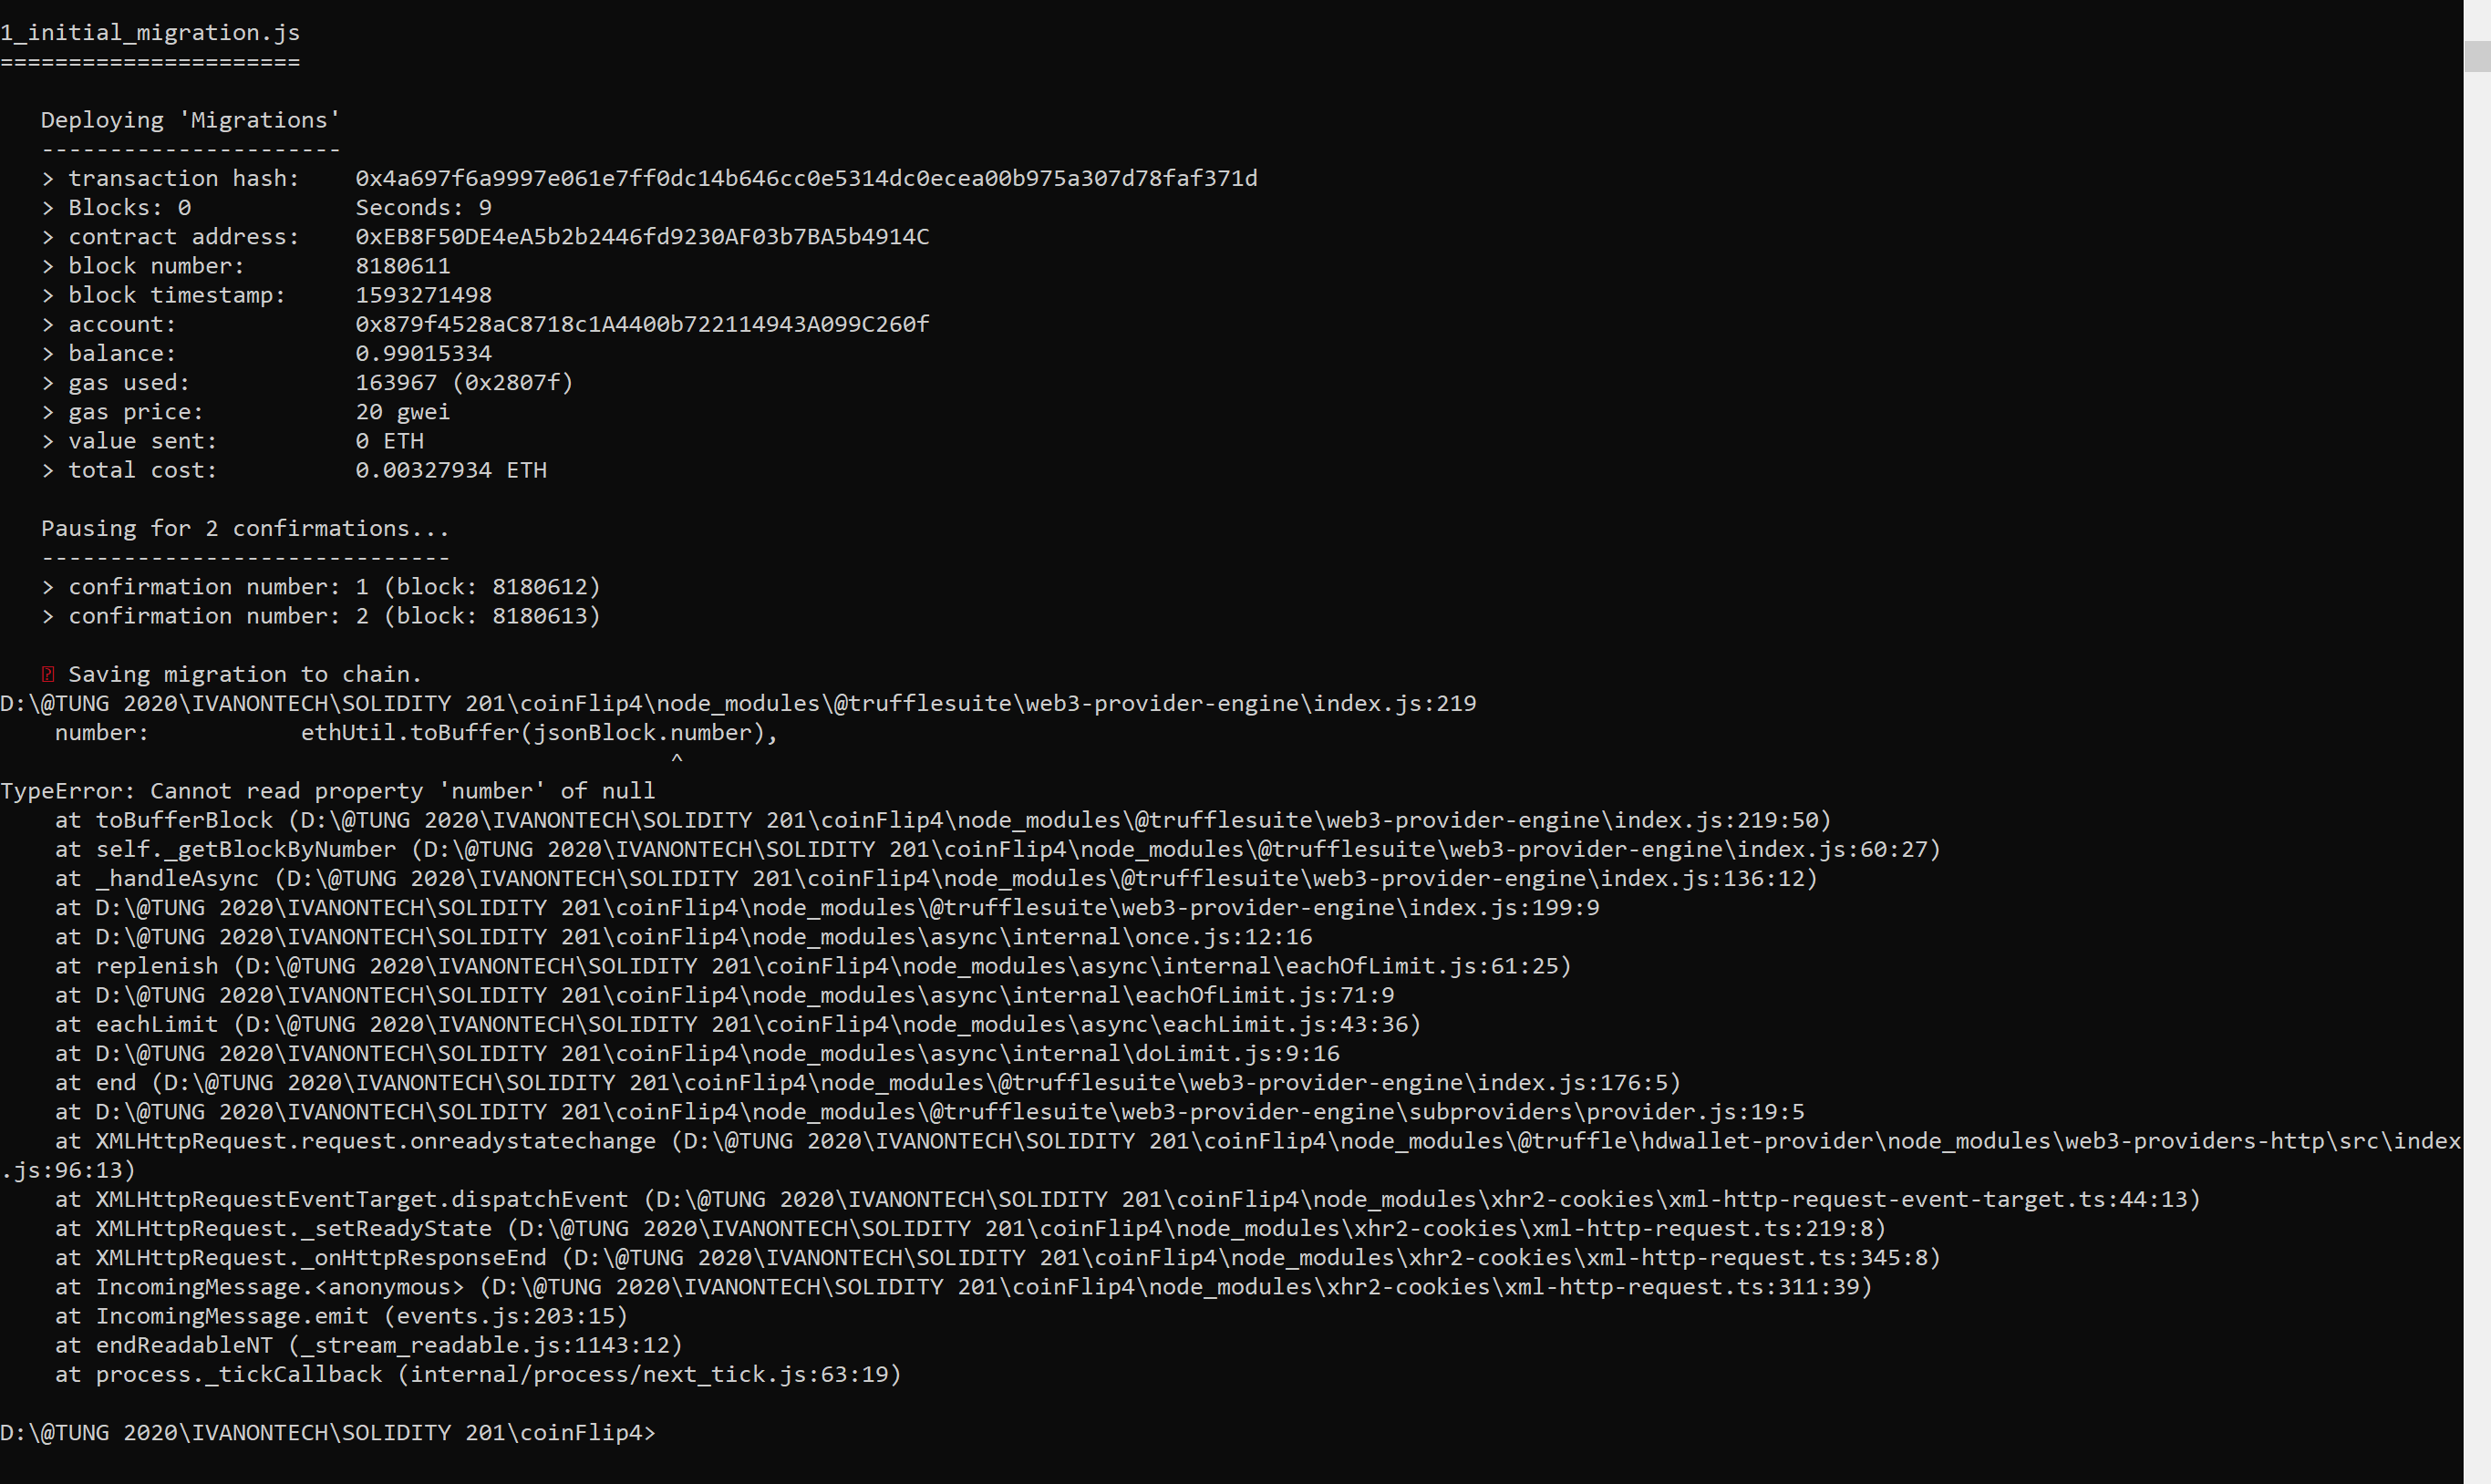 1_initial_migration.js
======================
Deploying 'Migrations'
----------------------
> transaction hash:    0x4a697f6a9997e061e7ff0dc14b646cc0e5314dc0ecea00b975a307d78faf371d
> Blocks: 0            Seconds: 9
> contract address:    0xEB8F50DE4eA5b2b2446fd9230AF03b7BA5b4914C
> block number:        8180611
> block timestamp:     1593271498
> account:             0x879f4528aC8718c1A4400b722114943A099C260f
> balance:             0.99015334
> gas used:            163967 (0x2807f)
> gas price:           20 gwei
> value sent:          0 ETH
> total cost:          0.00327934 ETH
Pausing for 2 confirmations...
------------------------------
> confirmation number: 1 (block: 8180612)
> confirmation number: 2 (block: 8180613)
? Saving migration to chain.
D:\@TUNG 2020\IVANONTECH\SOLIDITY 201\coinFlip4\node_modules\@trufflesuite\web3-provider-engine\index.js:219
    number:           ethUtil.toBuffer(jsonBlock.number),
                                                 ^
TypeError: Cannot read property 'number' of null
    at toBufferBlock (D:\@TUNG 2020\IVANONTECH\SOLIDITY 201\coinFlip4\node_modules\@trufflesuite\web3-provider-engine\index.js:219:50)
    at self._getBlockByNumber (D:\@TUNG 2020\IVANONTECH\SOLIDITY 201\coinFlip4\node_modules\@trufflesuite\web3-provider-engine\index.js:60:27)
    at _handleAsync (D:\@TUNG 2020\IVANONTECH\SOLIDITY 201\coinFlip4\node_modules\@trufflesuite\web3-provider-engine\index.js:136:12)
    at D:\@TUNG 2020\IVANONTECH\SOLIDITY 201\coinFlip4\node_modules\@trufflesuite\web3-provider-engine\index.js:199:9
    at D:\@TUNG 2020\IVANONTECH\SOLIDITY 201\coinFlip4\node_modules\async\internal\once.js:12:16
    at replenish (D:\@TUNG 2020\IVANONTECH\SOLIDITY 201\coinFlip4\node_modules\async\internal\eachOfLimit.js:61:25)
    at D:\@TUNG 2020\IVANONTECH\SOLIDITY 201\coinFlip4\node_modules\async\internal\eachOfLimit.js:71:9
    at eachLimit (D:\@TUNG 2020\IVANONTECH\SOLIDITY 201\coinFlip4\node_modules\async\eachLimit.js:43:36)
    at D:\@TUNG 2020\IVANONTECH\SOLIDITY 201\coinFlip4\node_modules\async\internal\doLimit.js:9:16
    at end (D:\@TUNG 2020\IVANONTECH\SOLIDITY 201\coinFlip4\node_modules\@trufflesuite\web3-provider-engine\index.js:176:5)
    at D:\@TUNG 2020\IVANONTECH\SOLIDITY 201\coinFlip4\node_modules\@trufflesuite\web3-provider-engine\subproviders\provider.js:19:5
    at XMLHttpRequest.request.onreadystatechange (D:\@TUNG 2020\IVANONTECH\SOLIDITY 201\coinFlip4\node_modules\@truffle\hdwallet-provider\node_modules\web3-providers-http\src\index
.js:96:13)
    at XMLHttpRequestEventTarget.dispatchEvent (D:\@TUNG 2020\IVANONTECH\SOLIDITY 201\coinFlip4\node_modules\xhr2-cookies\xml-http-request-event-target.ts:44:13)
    at XMLHttpRequest._setReadyState (D:\@TUNG 2020\IVANONTECH\SOLIDITY 201\coinFlip4\node_modules\xhr2-cookies\xml-http-request.ts:219:8)
    at XMLHttpRequest._onHttpResponseEnd (D:\@TUNG 2020\IVANONTECH\SOLIDITY 201\coinFlip4\node_modules\xhr2-cookies\xml-http-request.ts:345:8)
    at IncomingMessage.<anonymous> (D:\@TUNG 2020\IVANONTECH\SOLIDITY 201\coinFlip4\node_modules\xhr2-cookies\xml-http-request.ts:311:39)
    at IncomingMessage.emit (events.js:203:15)
    at endReadableNT (_stream_readable.js:1143:12)
    at process._tickCallback (internal/process/next_tick.js:63:19)
D:\@TUNG 2020\IVANONTECH\SOLIDITY 201\coinFlip4>